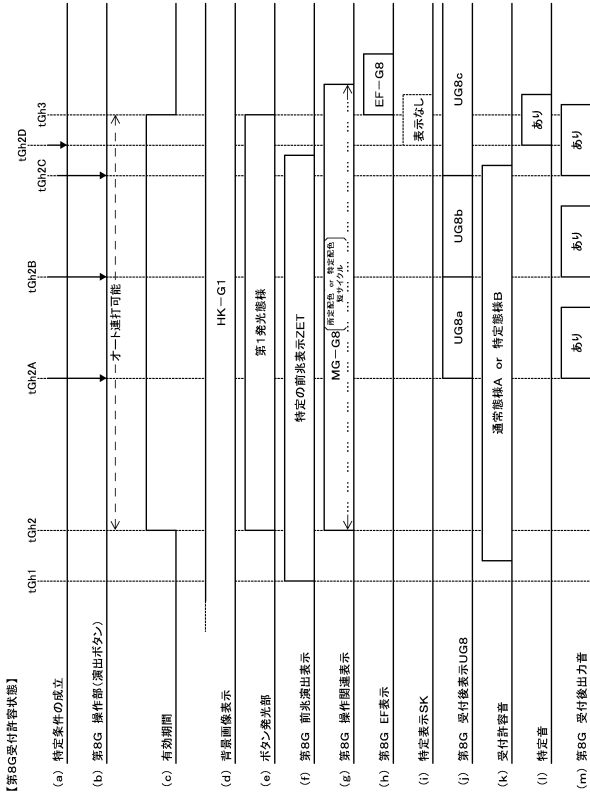 【第8G受付許容状態】
tGh1
tGh2
tGh2A
tGh2B
tGh2C
tGh2D
tGh3
(a) 特定条件の成立
(b) 第8G 操作部(演出ボタン)
オート連打可能
(c) 有効期間
(d) 背景画像表示
HK−G1
(e) ボタン発光部
第1発光態様
(f) 第8G 前兆演出表示
特定の前兆表示ZET
(g) 第8G 操作関連表示
MG−G8
所定配色 or 特定配色
短サイクル
(h) 第8G EF表示
EF−G8
(i) 特定表示SK
表示なし
(j) 第8G 受付後表示UG8
UG8a
UG8b
UG8c
(k) 受付許容音
通常態様A or 特定態様B
(l) 特定音
あり
(m) 第8G 受付後出力音
あり
あり
あり